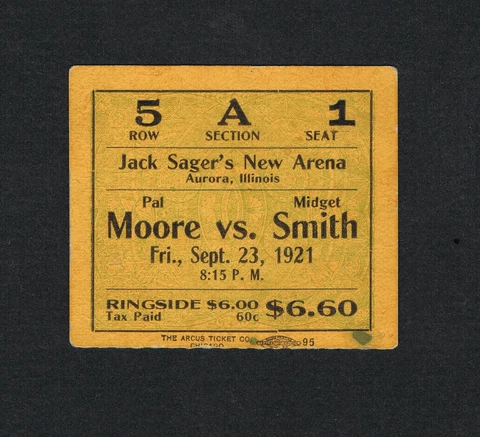 5 A 1
ROW SECTION SEAT
Jack Sager's New Arena
Aurora, Illinois
Pal Midget
Moore vs. Smith
Fri., Sept. 23, 1921
8:15 P. M.
RINGSIDE $6.00 $6.60
Tax Paid 60c
THE ARCUS TICKET CO. 95
CHICAGO